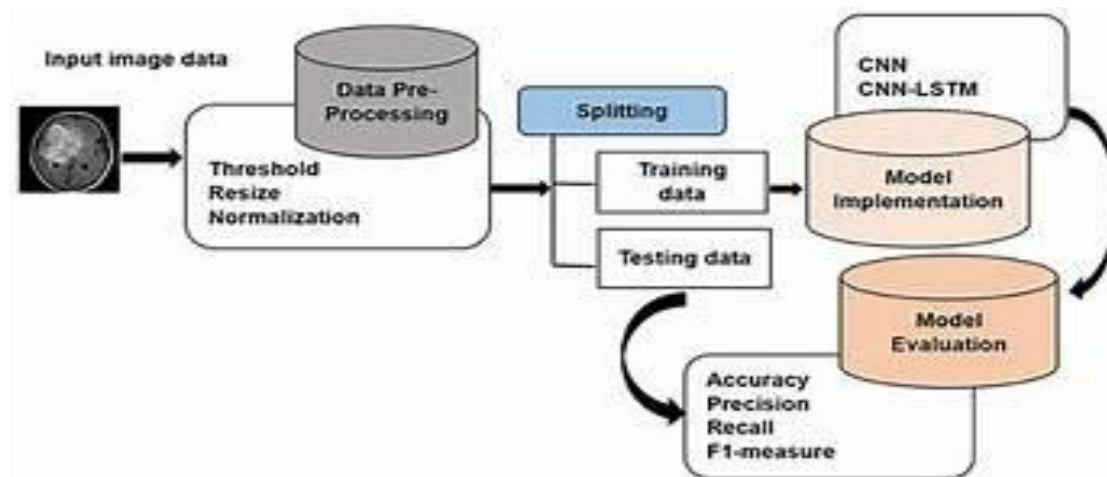 Input image data
Data Pre-
Processing
Threshold
Resize
Normalization
Splitting
Training
data
Testing data
CNN
CNN-LSTM
Model
Implementation
Model
Evaluation
Accuracy
Precision
Recall
F1-measure